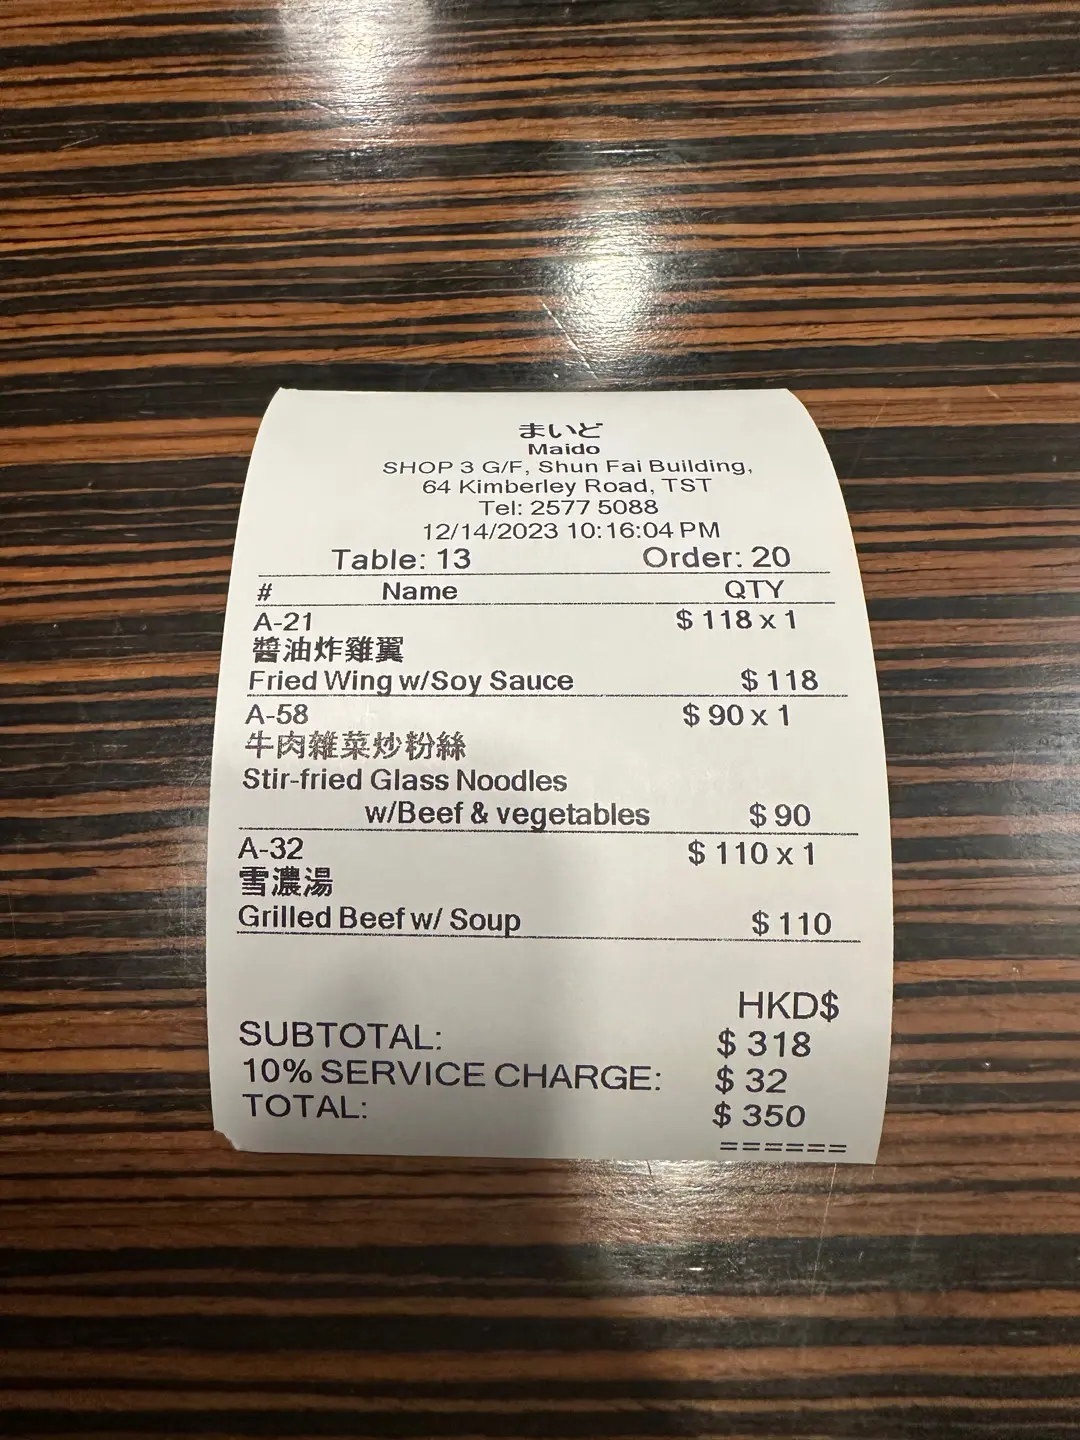 まいど
Maido
SHOP 3 G/F, Shun Fai Building,
64 Kimberley Road, TST
Tel: 2577 5088
12/14/2023 10:16:04 PM
Table: 13 Order: 20
# Name QTY
A-21 $ 118 x 1
醬油炸雞翼
Fried Wing w/Soy Sauce $ 118
A-58 $ 90 x 1
牛肉雜菜炒粉絲
Stir-fried Glass Noodles
w/Beef & vegetables $ 90
A-32 $ 110 x 1
雪濃湯
Grilled Beef w/ Soup $ 110
HKD$
SUBTOTAL: $ 318
10% SERVICE CHARGE: $ 32
TOTAL: $ 350
======